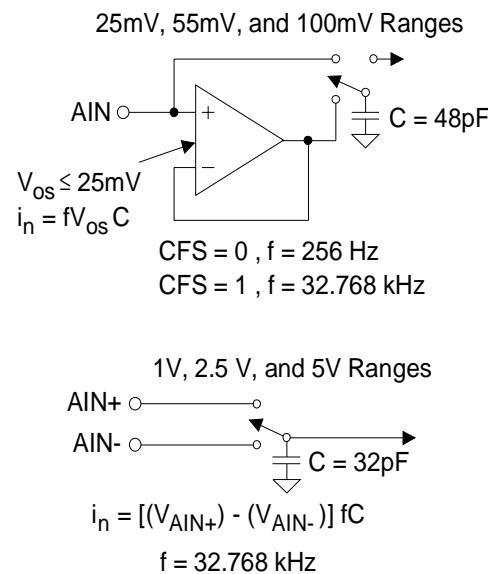 25mV, 55mV, and 100mV Ranges
AIN
+
−
C = 48pF
Vos ≤ 25mV
in = fVos C
CFS = 0 , f = 256 Hz
CFS = 1 , f = 32.768 kHz
1V, 2.5 V, and 5V Ranges
AIN+
AIN-
C = 32pF
in = [(VAIN+) - (VAIN-)] fC
f = 32.768 kHz